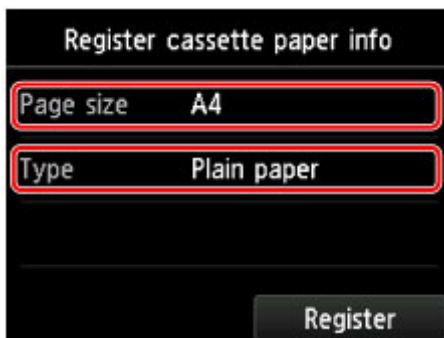 Register cassette paper info
Page size A4
Type Plain paper
Register